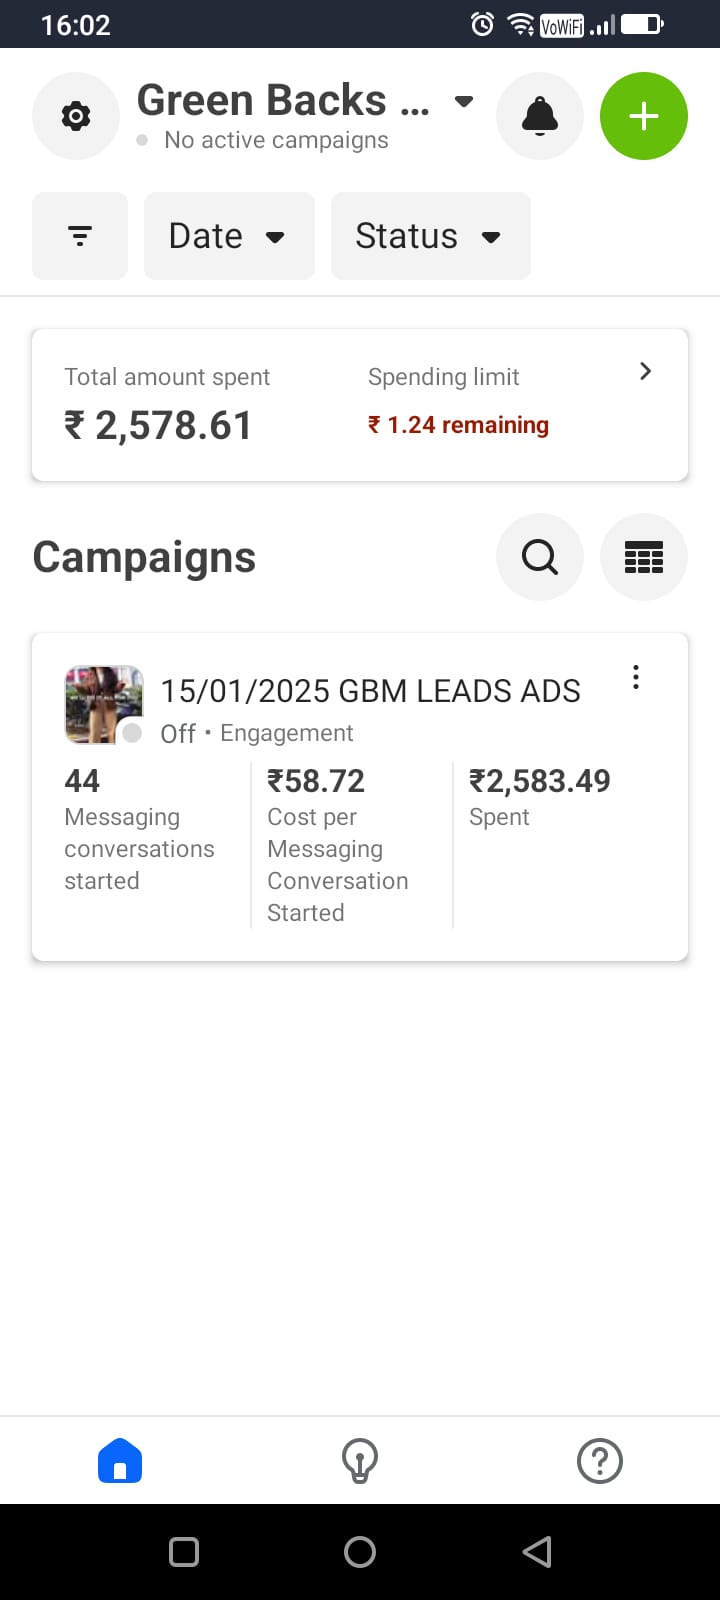 16:02
VoWiFi
Green Backs ...
No active campaigns
Date
Status
Total amount spent
Spending limit
₹ 2,578.61
₹ 1.24 remaining
Campaigns
15/01/2025 GBM LEADS ADS
Off • Engagement
44
Messaging
conversations
started
₹58.72
Cost per
Messaging
Conversation
Started
₹2,583.49
Spent